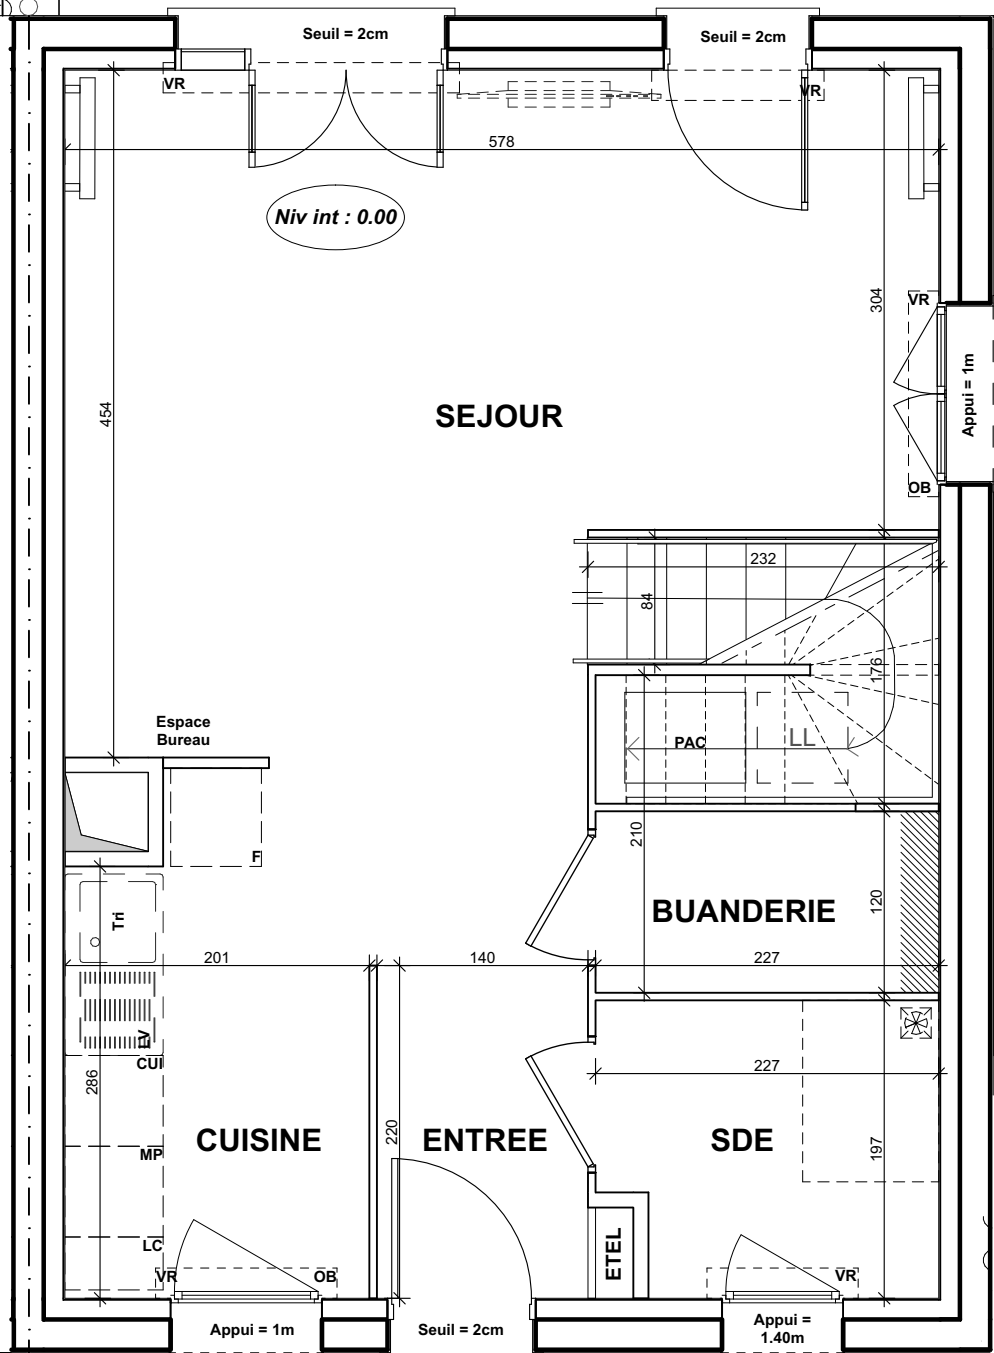 Seuil = 2cm
Seuil = 2cm
VR
VR
578
Niv int : 0.00
304
VR
454
SEJOUR
Appui = 1m
OB
232
84
176
Espace
Bureau
PAC
LL
F
210
Tri
BUANDERIE
120
201
140
227
EV
CUI
286
227
220
CUISINE
ENTREE
SDE
197
MP
LC
ETEL
VR
OB
VR
Appui = 1m
Seuil = 2cm
Appui =
1.40m